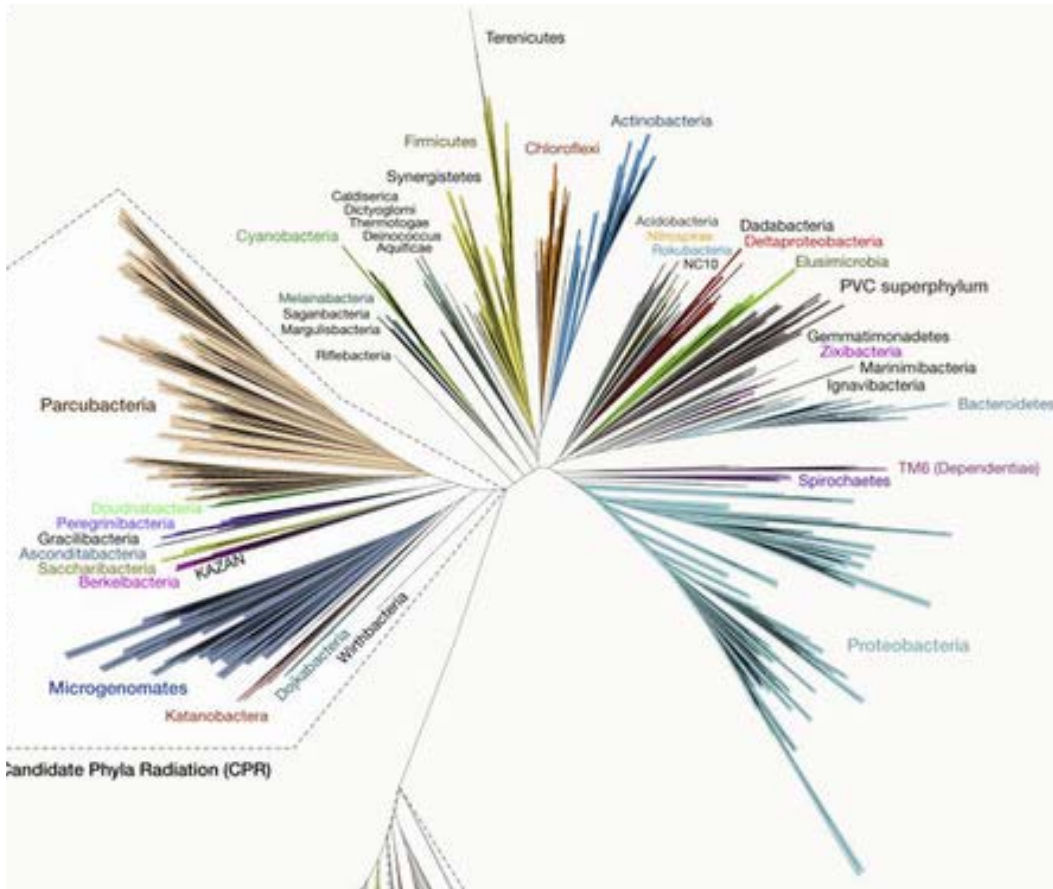 Terenicutes
Actinobacteria
Firmicutes
Chloroflexi
Synergistetes
Caldiserica
Dictyoglomi
Thermotogae
Deinococcus
Aquificae
Cyanobacteria
Acidobacteria
Nitrospirae
Rokubacteria
NC10
Dadabacteria
Deltaproteobacteria
Elusimicrobia
PVC superphylum
Melainabacteria
Saganbacteria
Margulisbacteria
Riflebacteria
Gemmatimonadetes
Zixibacteria
Marinimibacteria
Ignavibacteria
Bacteroidetes
Parcubacteria
TM6 (Dependentiae)
Spirochaetes
Doudnabacteria
Peregrinibacteria
Gracilibacteria
Asconditabacteria
Saccharibacteria
Berkelbacteria
KAZAN
Proteobacteria
Microgenomates
Dojkabacteria
Wirthbacteria
Katanobactera
Candidate Phyla Radiation (CPR)